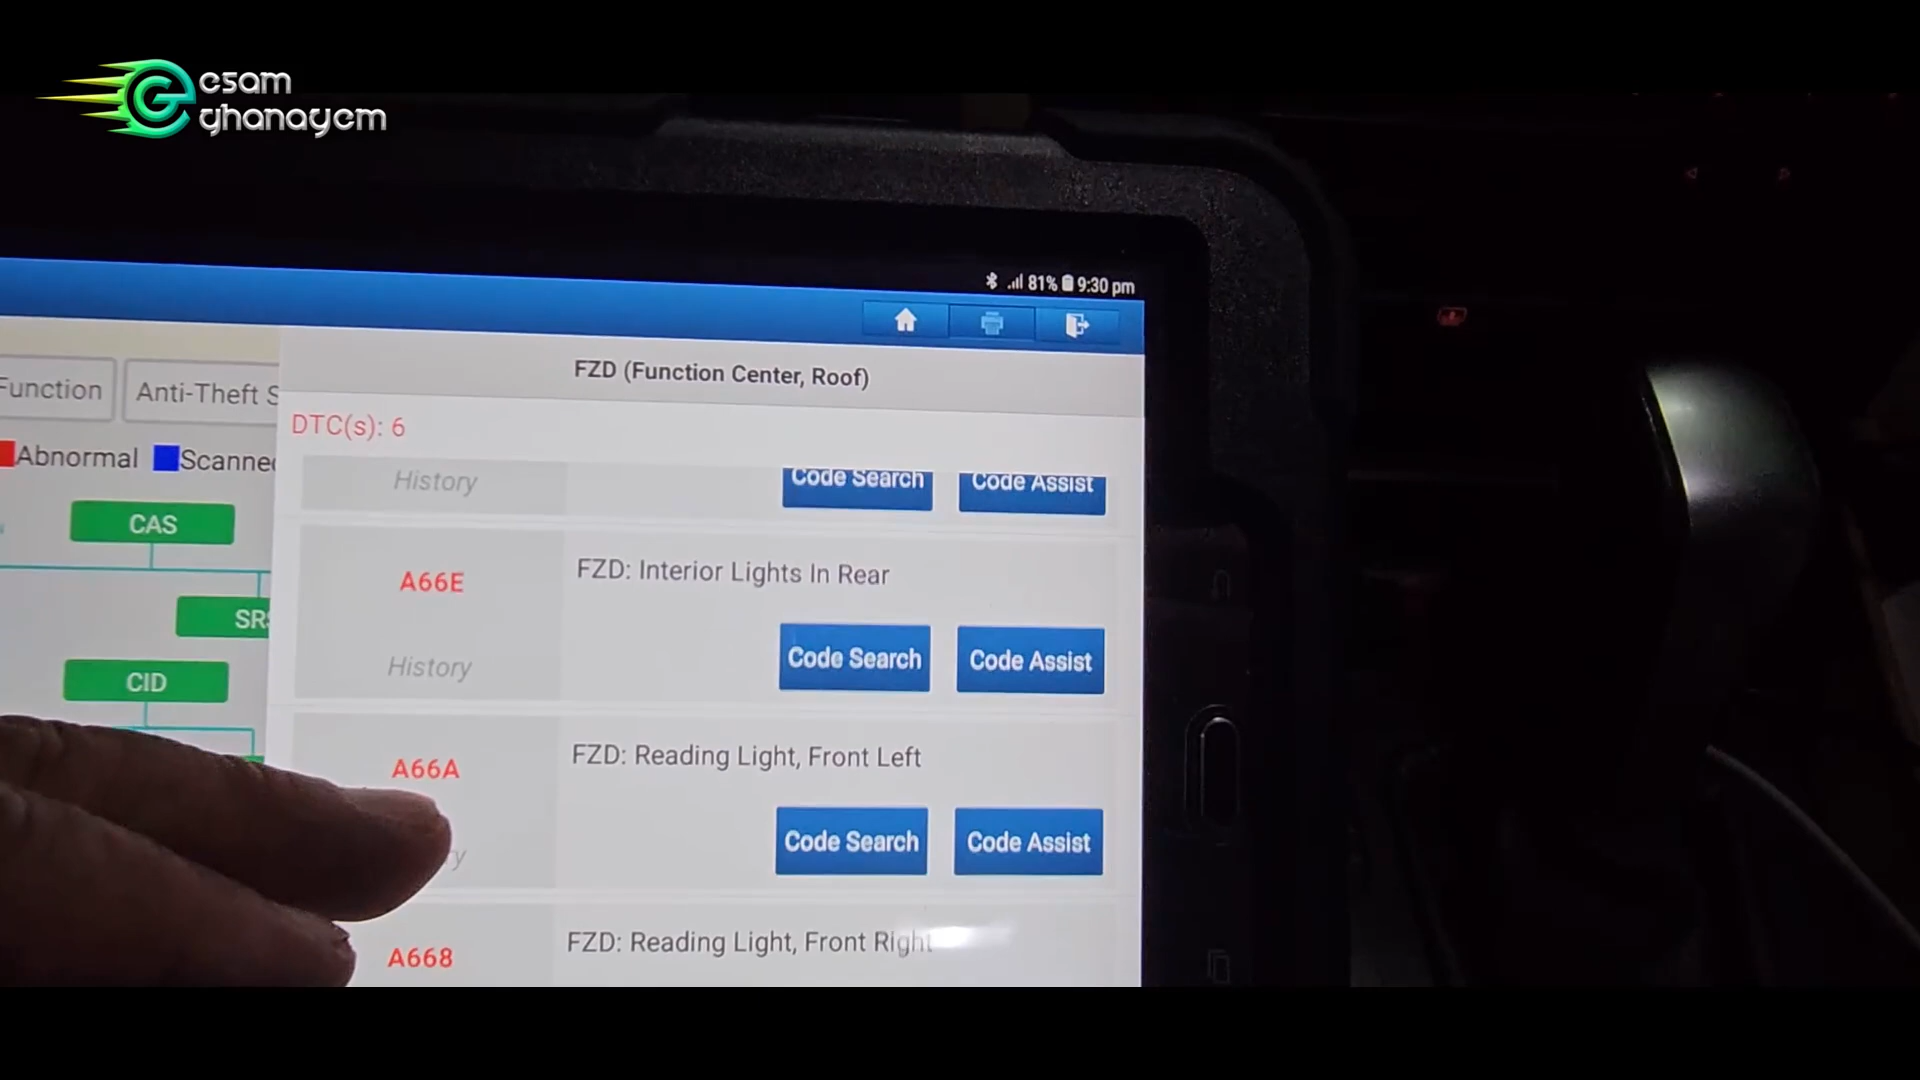 esam
ghanayem
81% 9:30 pm
FZD (Function Center, Roof)
Function
Anti-Theft S
DTC(s): 6
Abnormal
Scanned
History
Code Search
Code Assist
CAS
A66E
FZD: Interior Lights In Rear
SRS
History
Code Search
Code Assist
CID
A66A
FZD: Reading Light, Front Left
Code Search
Code Assist
A668
FZD: Reading Light, Front Right